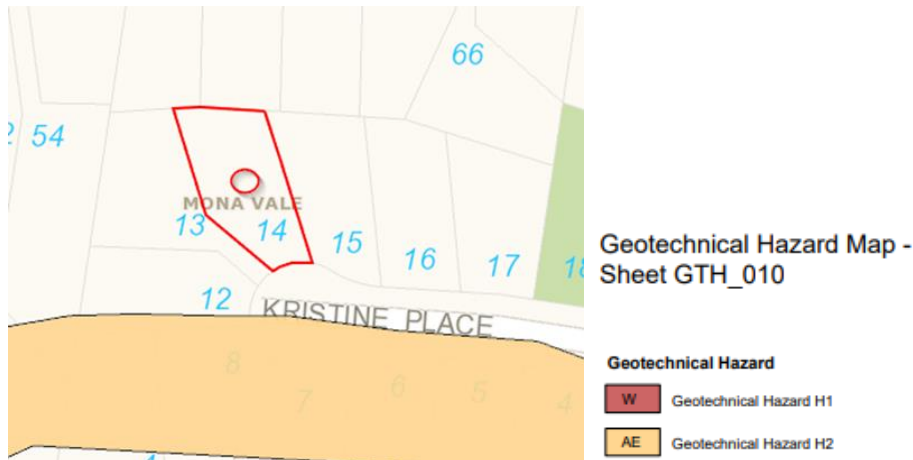 66
54
MONA VALE
13
14
15
16
17
12
KRISTINE PLACE
8
7
6
5
4
Geotechnical Hazard Map -
Sheet GTH_010
Geotechnical Hazard
W Geotechnical Hazard H1
AE Geotechnical Hazard H2